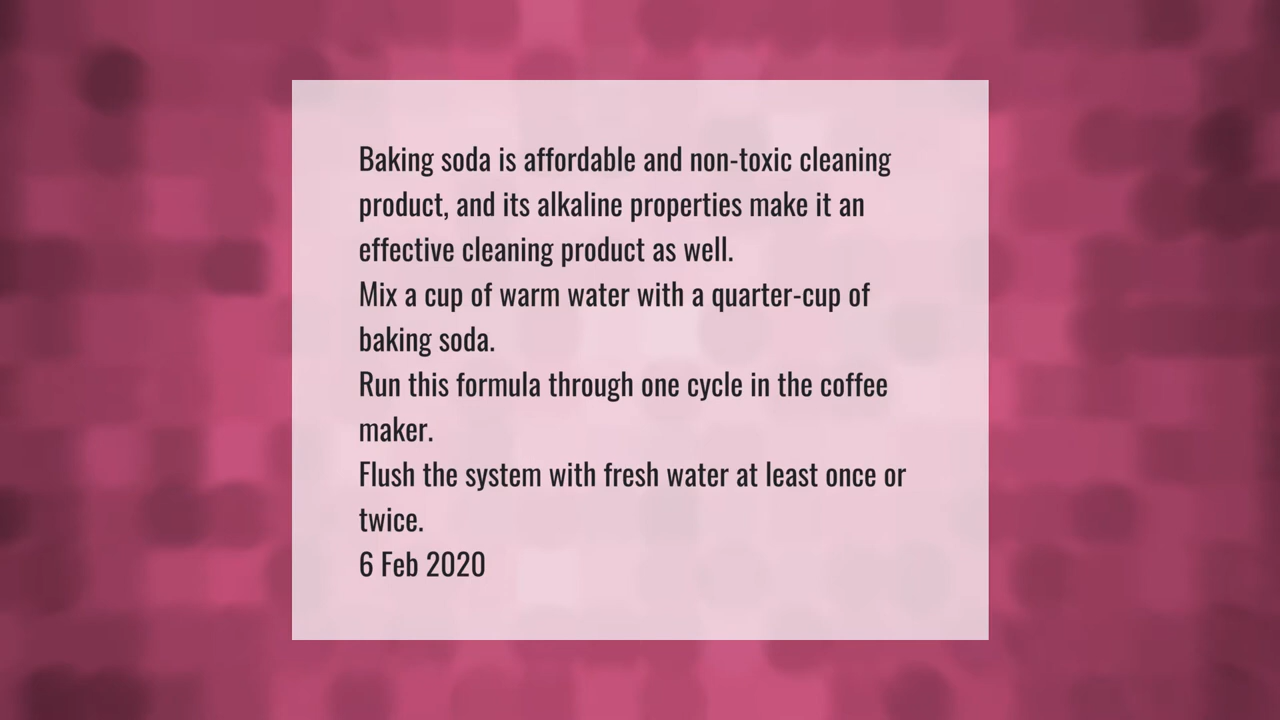 Baking soda is affordable and non-toxic cleaning
product, and its alkaline properties make it an
effective cleaning product as well.
Mix a cup of warm water with a quarter-cup of
baking soda.
Run this formula through one cycle in the coffee
maker.
Flush the system with fresh water at least once or
twice.
6 Feb 2020